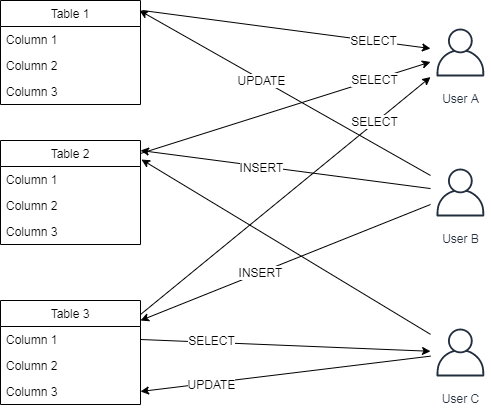 Table 1
Column 1
Column 2
Column 3
SELECT
UPDATE
SELECT
SELECT
User A
Table 2
Column 1
Column 2
Column 3
INSERT
User B
INSERT
Table 3
Column 1
Column 2
Column 3
SELECT
UPDATE
User C